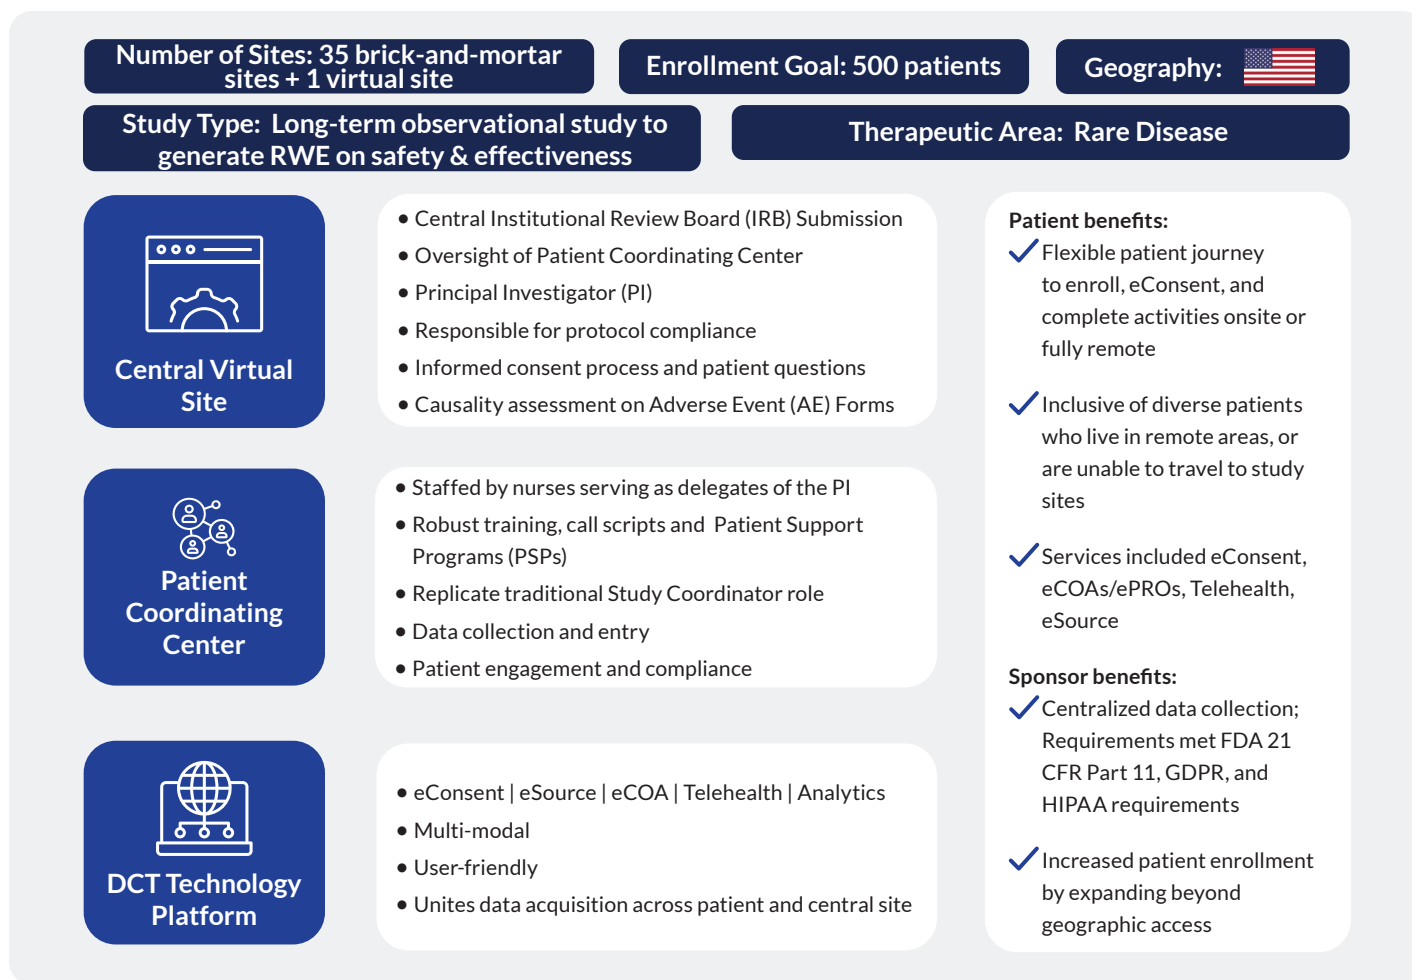 Number of Sites: 35 brick-and-mortar
sites + 1 virtual site
Enrollment Goal: 500 patients
Geography:
Study Type: Long-term observational study to
generate RWE on safety & effectiveness
Therapeutic Area: Rare Disease
Central Virtual
Site
• Central Institutional Review Board (IRB) Submission
• Oversight of Patient Coordinating Center
• Principal Investigator (PI)
• Responsible for protocol compliance
• Informed consent process and patient questions
• Causality assessment on Adverse Event (AE) Forms
Patient
Coordinating
Center
• Staffed by nurses serving as delegates of the PI
• Robust training, call scripts and Patient Support
Programs (PSPs)
• Replicate traditional Study Coordinator role
• Data collection and entry
• Patient engagement and compliance
DCT Technology
Platform
• eConsent | eSource | eCOA | Telehealth | Analytics
• Multi-modal
• User-friendly
• Unites data acquisition across patient and central site
Patient benefits:
Flexible patient journey
to enroll, eConsent, and
complete activities onsite or
fully remote
Inclusive of diverse patients
who live in remote areas, or
are unable to travel to study
sites
Services included eConsent,
eCOAs/ePROs, Telehealth,
eSource
Sponsor benefits:
Centralized data collection;
Requirements met FDA 21
CFR Part 11, GDPR, and
HIPAA requirements
Increased patient enrollment
by expanding beyond
geographic access